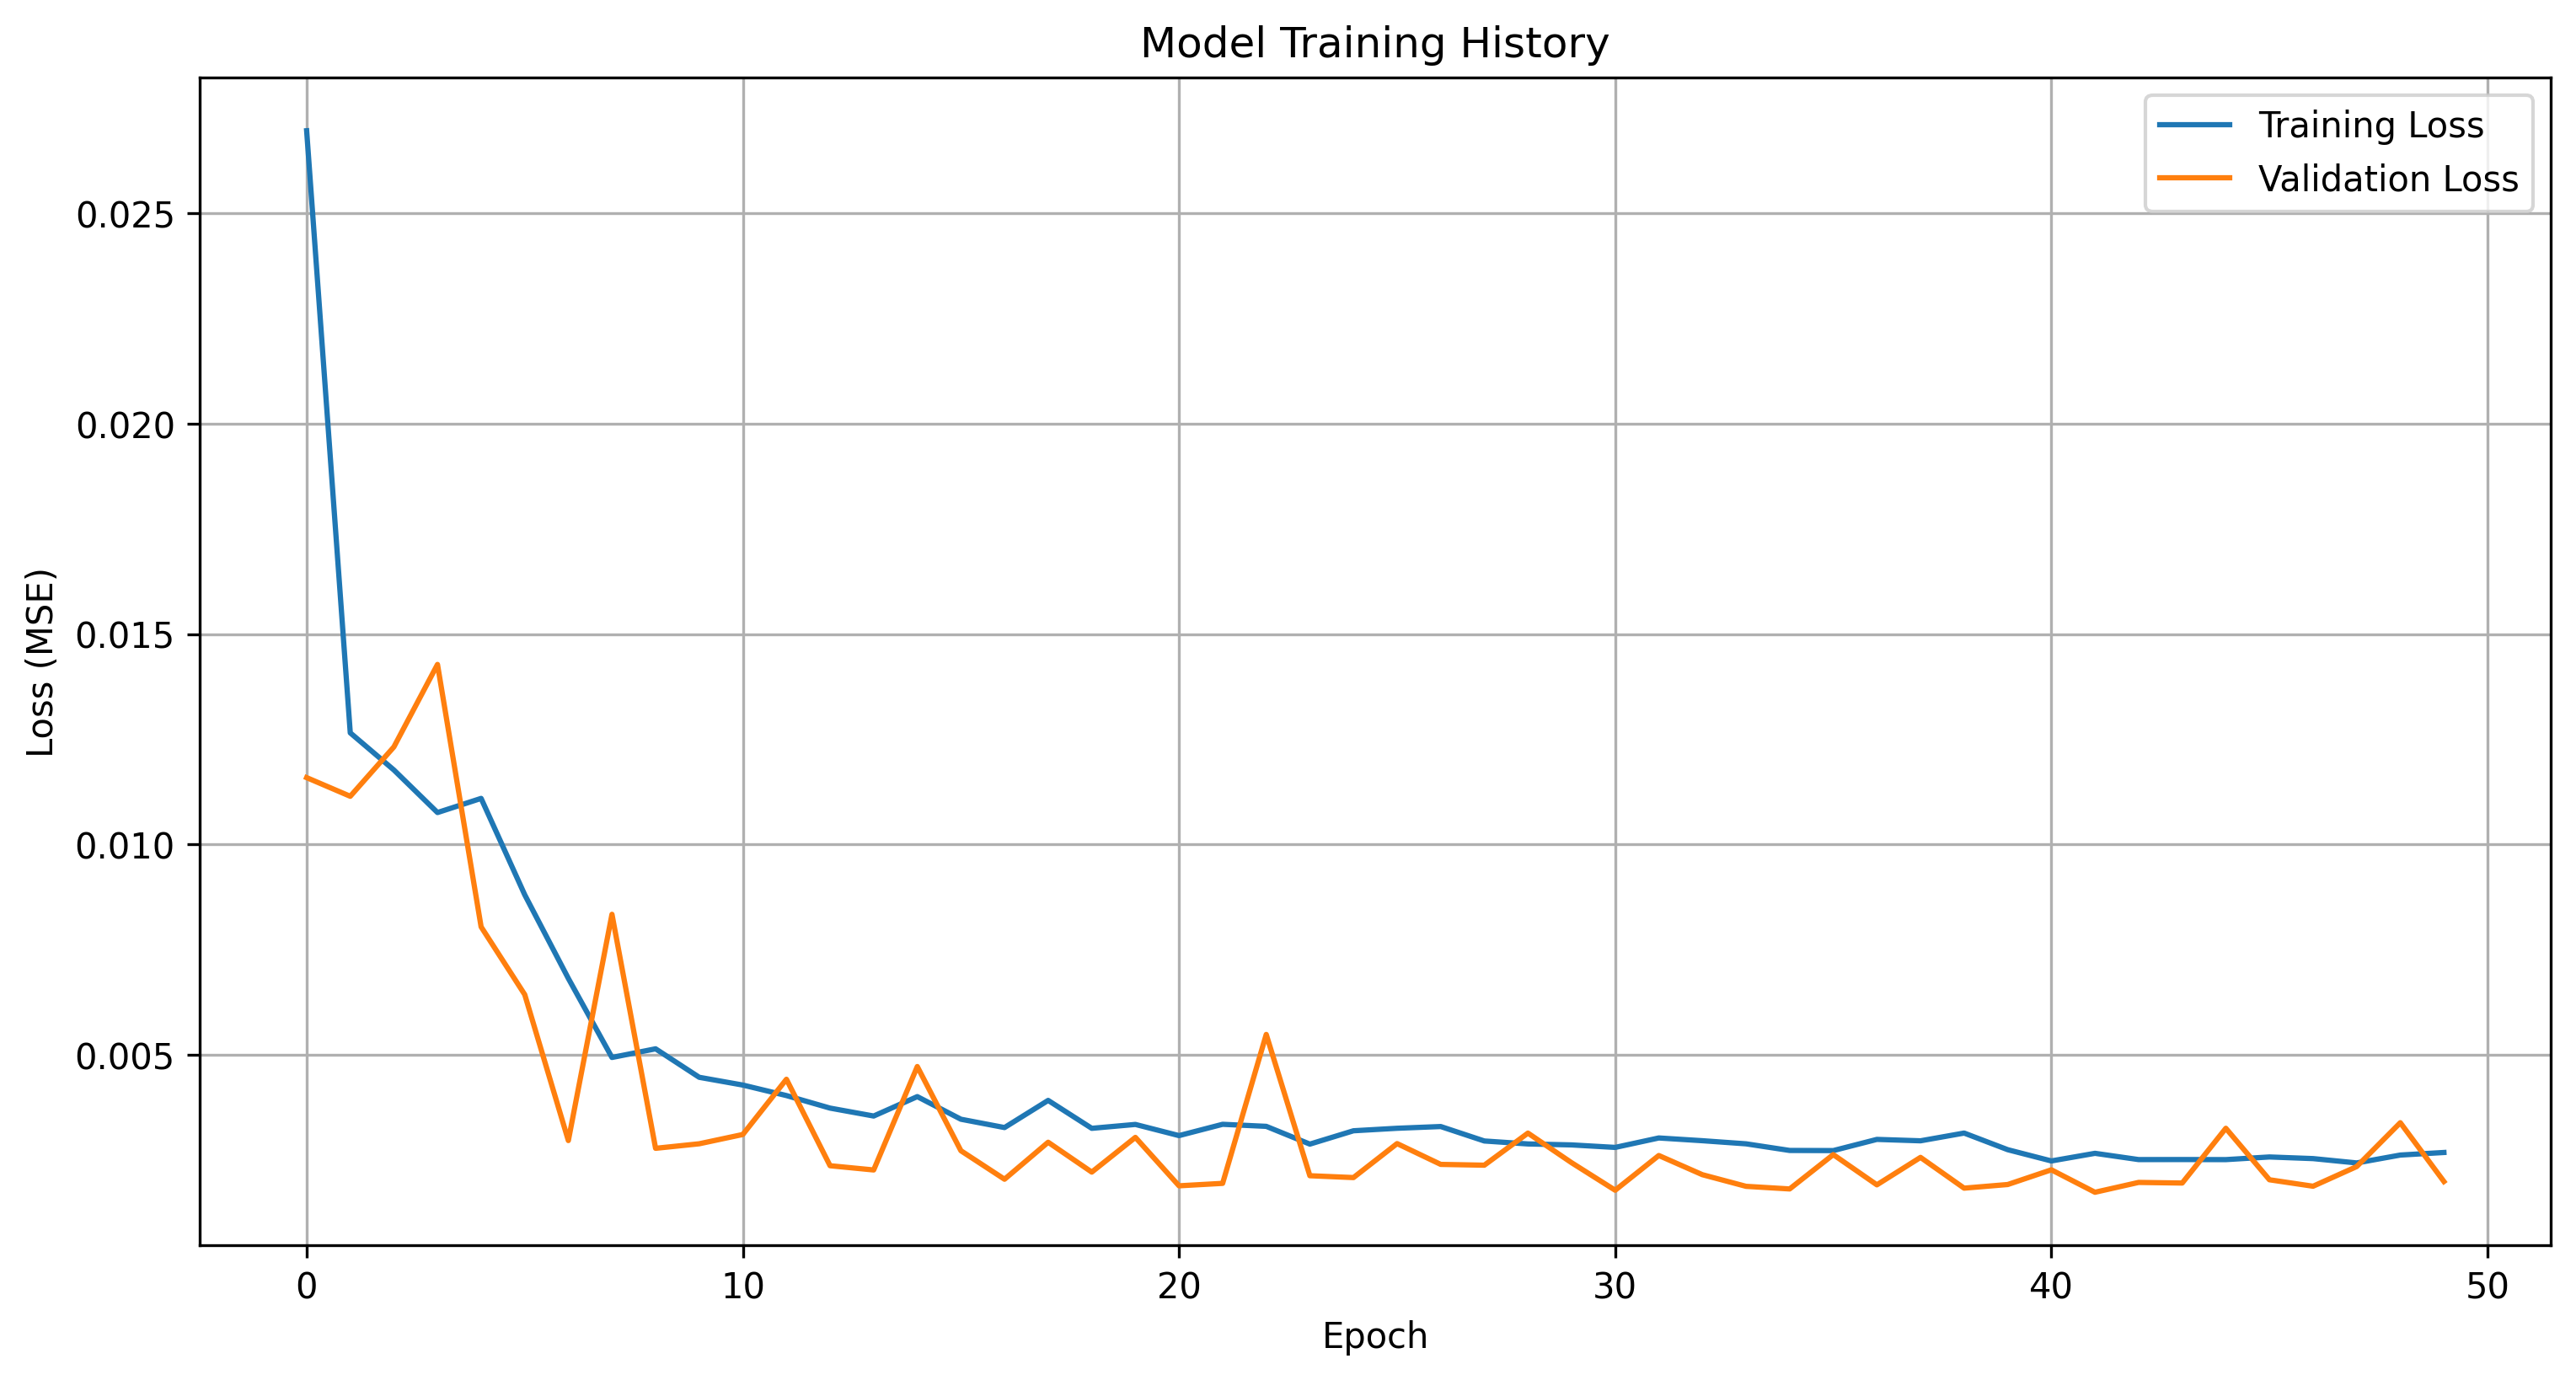 Model Training History
Training Loss
Validation Loss
Loss (MSE)
0.025
0.020
0.015
0.010
0.005
0 10 20 30 40 50
Epoch